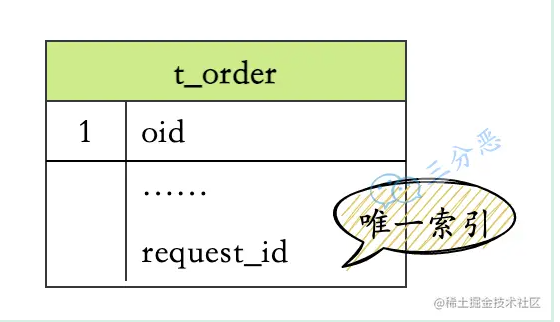 t_order
1 oid
三分恶
……
唯一索引
request_id
@稀土掘金技术社区